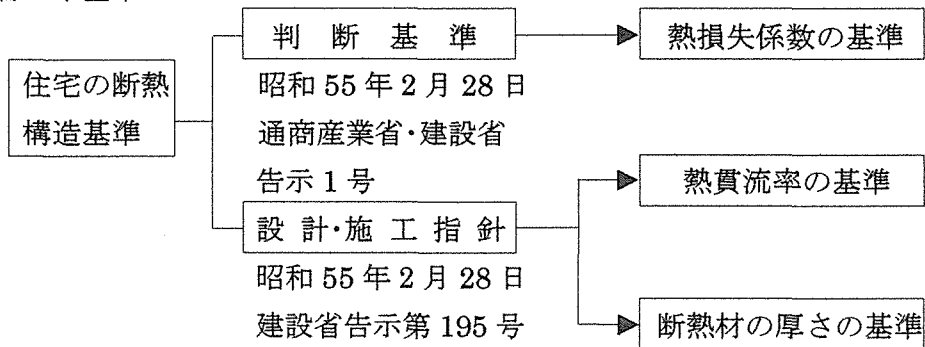 住宅の断熱
構造基準
判断基準
昭和55年2月28日
通商産業省・建設省
告示1号
設計・施工指針
昭和55年2月28日
建設省告示第195号
熱損失係数の基準
熱貫流率の基準
断熱材の厚さの基準